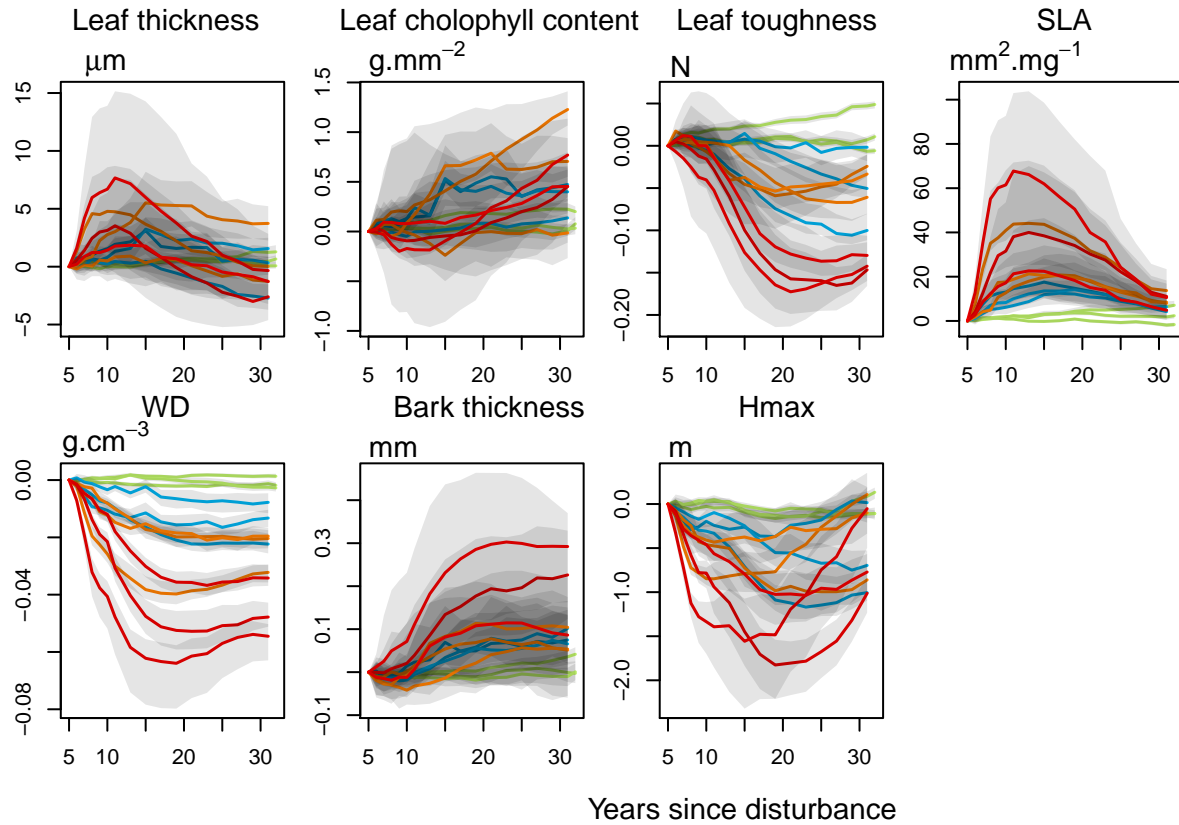 Leaf thickness
μm
15
10
5
0
−5
5 10 20 30
Leaf cholophyll content
g.mm−2
1.5
1.0
0.5
0.0
−1.0
5 10 20 30
Leaf toughness
N
0.00
−0.10
−0.20
5 10 20 30
SLA
mm2.mg−1
80
60
40
20
0
5 10 20 30
WD
g.cm−3
0.00
−0.04
−0.08
5 10 20 30
Bark thickness
mm
0.3
0.1
−0.1
5 10 20 30
Hmax
m
0.0
−1.0
−2.0
5 10 20 30
Years since disturbance